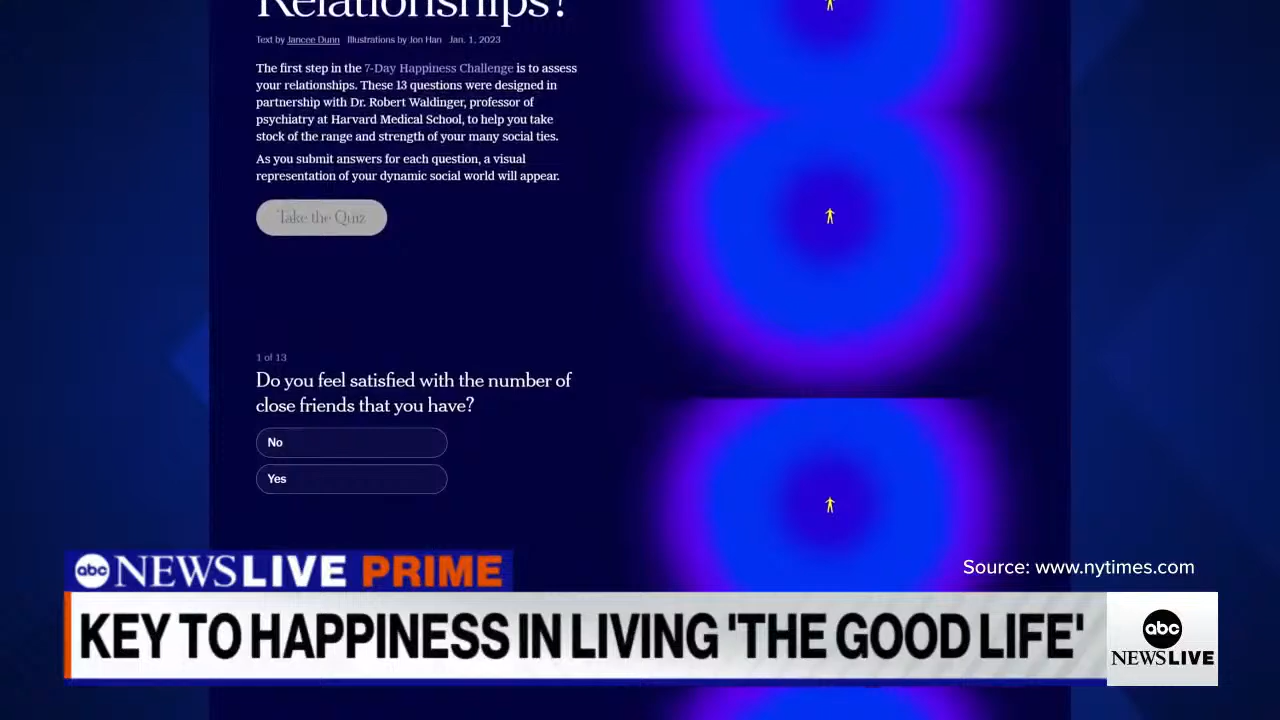 Relationships?
Text by Jancee Dunn Illustrations by Jon Han Jan. 1, 2023
The first step in the 7-Day Happiness Challenge is to assess
your relationships. These 13 questions were designed in
partnership with Dr. Robert Waldinger, professor of
psychiatry at Harvard Medical School, to help you take
stock of the range and strength of your many social ties.
As you submit answers for each question, a visual
representation of your dynamic social world will appear.
Take the Quiz
1 of 13
Do you feel satisfied with the number of
close friends that you have?
No
Yes
Source: www.nytimes.com
abc NEWS LIVE PRIME
KEY TO HAPPINESS IN LIVING 'THE GOOD LIFE'
abc
NEWS LIVE